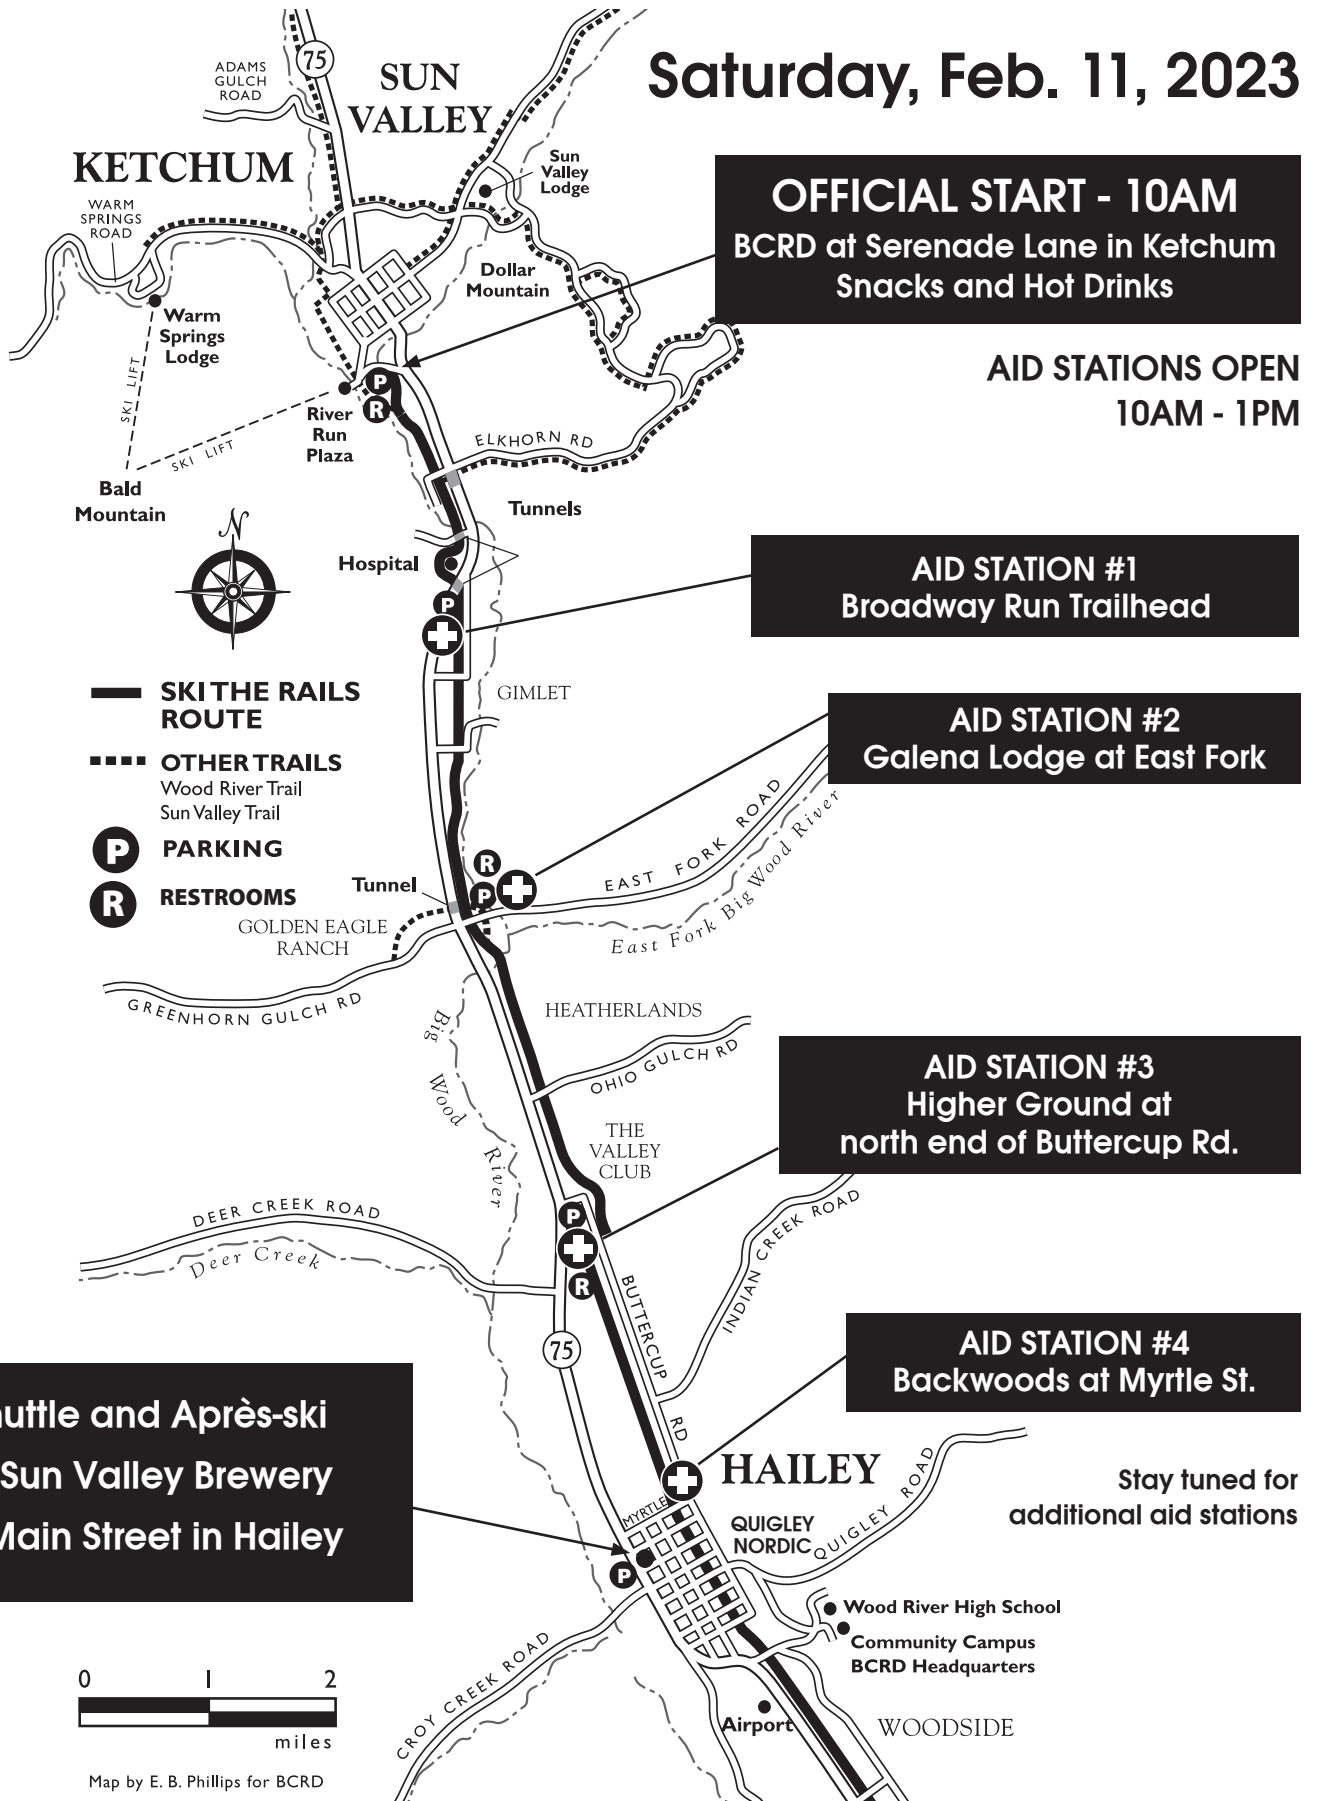 Saturday, Feb. 11, 2023
75
ADAMS
GULCH
ROAD
SUN
VALLEY
KETCHUM
Sun
Valley
Lodge
WARM
SPRINGS
ROAD
OFFICIAL START - 10AM
BCRD at Serenade Lane in Ketchum
Snacks and Hot Drinks
Dollar
Mountain
Warm
Springs
Lodge
SKI LIFT
AID STATIONS OPEN
10AM - 1PM
P
R
River
Run
Plaza
SKI LIFT
ELKHORN RD
Bald
Mountain
N
Tunnels
Hospital
P
AID STATION #1
Broadway Run Trailhead
SKI THE RAILS
ROUTE
GIMLET
AID STATION #2
Galena Lodge at East Fork
OTHER TRAILS
Wood River Trail
Sun Valley Trail
P PARKING
R RESTROOMS
R
P
Tunnel
EAST FORK ROAD
East Fork Big Wood River
GOLDEN EAGLE
RANCH
GREENHORN GULCH RD
HEATHERLANDS
Big Wood River
OHIO GULCH RD
AID STATION #3
Higher Ground at
north end of Buttercup Rd.
THE
VALLEY
CLUB
DEER CREEK ROAD
Deer Creek
P
R
BUTTERCUP RD
INDIAN CREEK ROAD
75
AID STATION #4
Backwoods at Myrtle St.
uttle and Après-ski
Sun Valley Brewery
Main Street in Hailey
HAILEY
MYRTLE
QUIGLEY
NORDIC
QUIGLEY ROAD
Stay tuned for
additional aid stations
P
Wood River High School
Community Campus
BCRD Headquarters
CROY CREEK ROAD
Airport
WOODSIDE
0 1 2
miles
Map by E. B. Phillips for BCRD